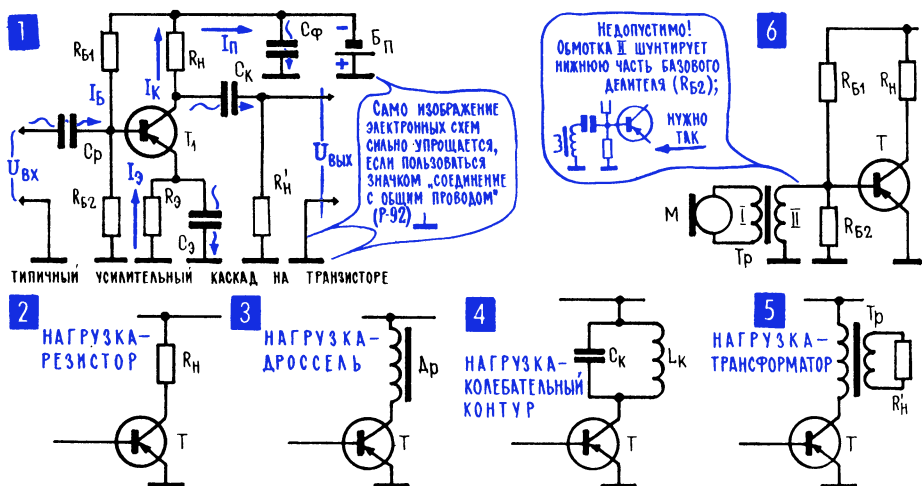 1
RБ1
RН
IП
CФ
БП
IБ
IК
CК
T1
UВХ
CР
UВЫХ
RБ2
IЭ
RЭ
CЭ
R'Н
-
+
САМО ИЗОБРАЖЕНИЕ
ЭЛЕКТРОННЫХ СХЕМ
СИЛЬНО УПРОЩАЕТСЯ,
ЕСЛИ ПОЛЬЗОВАТЬСЯ
ЗНАЧКОМ „СОЕДИНЕНИЕ
С ОБЩИМ ПРОВОДОМ"
(Р-92)
ТИПИЧНЫЙ УСИЛИТЕЛЬНЫЙ КАСКАД НА ТРАНЗИСТОРЕ
6
НЕДОПУСТИМО!
ОБМОТКА II ШУНТИРУЕТ
НИЖНЮЮ ЧАСТЬ БАЗОВОГО
ДЕЛИТЕЛЯ (RБ2);
НУЖНО
ТАК
RБ1
RН
T
M
I
II
Тр
RБ2
2
НАГРУЗКА-
РЕЗИСТОР
RН
T
3
НАГРУЗКА-
ДРОССЕЛЬ
Др
T
4
НАГРУЗКА-
КОЛЕБАТЕЛЬНЫЙ
КОНТУР
CК
LК
T
5
НАГРУЗКА-
ТРАНСФОРМАТОР
Тр
R'Н
T